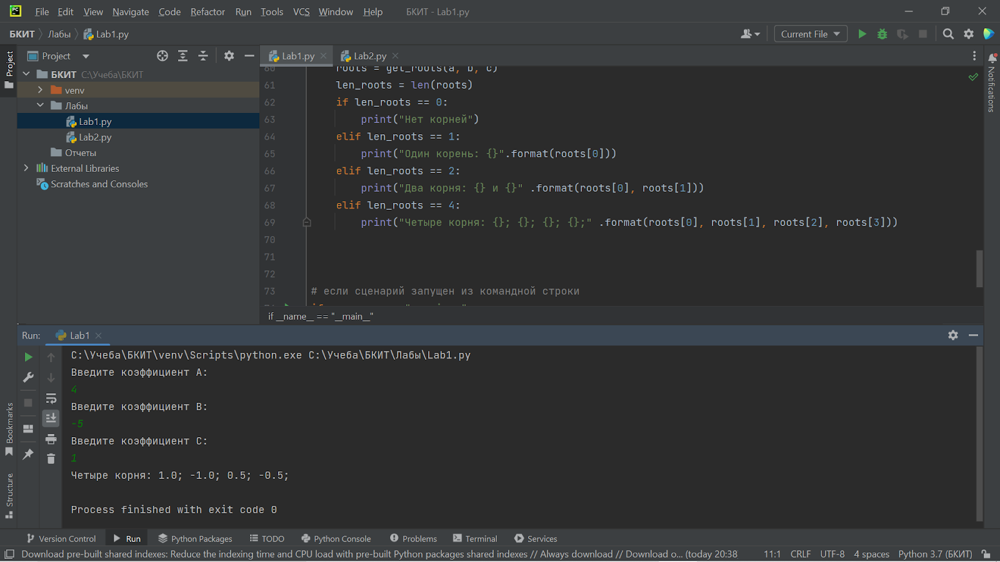 PC File Edit View Navigate Code Refactor Run Tools VCS Window Help БКИТ - Lab1.py
БКИТ Лабы Lab1.py Current File
Project
Project
Lab1.py Lab2.py
БКИТ C:\Учеба\БКИТ
venv
Лабы
Lab1.py
Lab2.py
Отчеты
External Libraries
Scratches and Consoles
60 roots = get_roots(a, b, c)
61 len_roots = len(roots)
62 if len_roots == 0:
63 print("Нет корней")
64 elif len_roots == 1:
65 print("Один корень: {}".format(roots[0]))
66 elif len_roots == 2:
67 print("Два корня: {} и {}" .format(roots[0], roots[1]))
68 elif len_roots == 4:
69 print("Четыре корня: {}; {}; {}; {};" .format(roots[0], roots[1], roots[2], roots[3]))
70
71
72
73 # если сценарий запущен из командной строки
if __name__ == "__main__"
Notifications
Run: Lab1
C:\Учеба\БКИТ\venv\Scripts\python.exe C:\Учеба\БКИТ\Лабы\Lab1.py
Введите коэффициент A:
4
Введите коэффициент B:
-5
Введите коэффициент C:
1
Четыре корня: 1.0; -1.0; 0.5; -0.5;
Process finished with exit code 0
Bookmarks
Structure
Version Control Run Python Packages TODO Python Console Problems Terminal Services
Download pre-built shared indexes: Reduce the indexing time and CPU load with pre-built Python packages shared indexes // Always download // Download o... (today 20:38 11:1 CRLF UTF-8 4 spaces Python 3.7 (БКИТ)